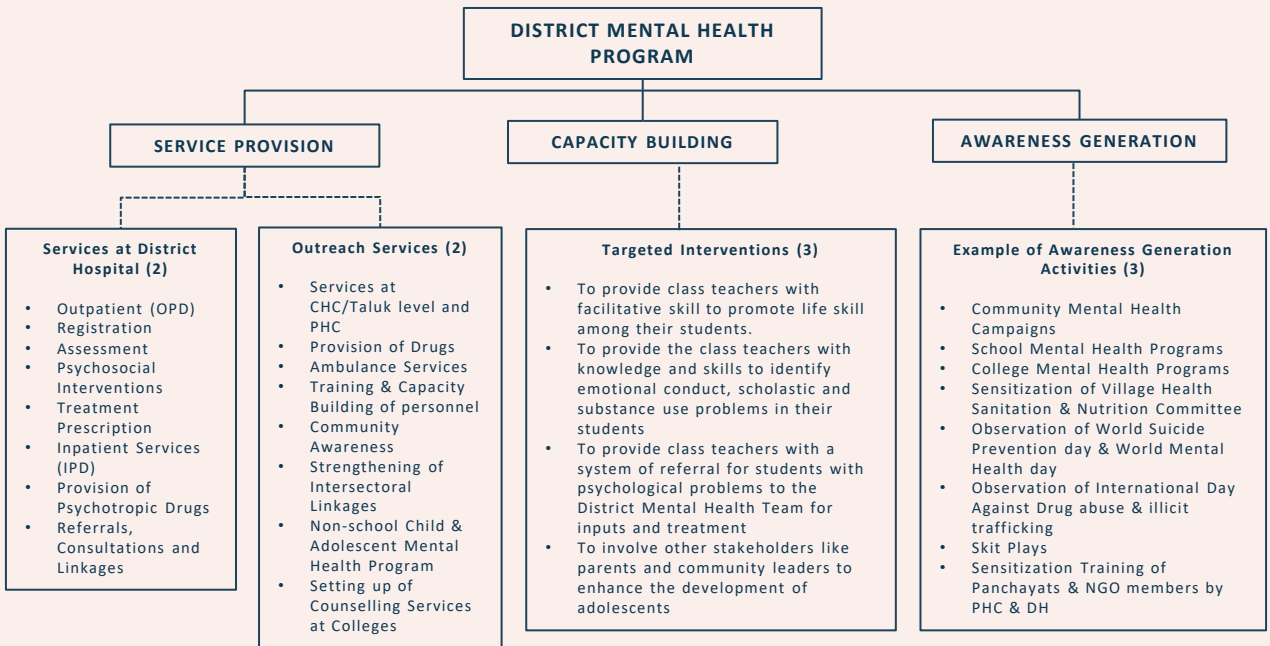 DISTRICT MENTAL HEALTH
PROGRAM
SERVICE PROVISION
CAPACITY BUILDING
AWARENESS GENERATION
Services at District
Hospital (2)
• Outpatient (OPD)
• Registration
• Assessment
• Psychosocial
Interventions
• Treatment
Prescription
• Inpatient Services
(IPD)
• Provision of
Psychotropic Drugs
• Referrals,
Consultations and
Linkages
Outreach Services (2)
• Services at
CHC/Taluk level and
PHC
• Provision of Drugs
• Ambulance Services
• Training & Capacity
Building of personnel
• Community
Awareness
• Strengthening of
Intersectoral
Linkages
• Non-school Child &
Adolescent Mental
Health Program
• Setting up of
Counselling Services
at Colleges
Targeted Interventions (3)
• To provide class teachers with
facilitative skill to promote life skill
among their students.
• To provide the class teachers with
knowledge and skills to identify
emotional conduct, scholastic and
substance use problems in their
students
• To provide class teachers with a
system of referral for students with
psychological problems to the
District Mental Health Team for
inputs and treatment
• To involve other stakeholders like
parents and community leaders to
enhance the development of
adolescents
Example of Awareness Generation
Activities (3)
• Community Mental Health
Campaigns
• School Mental Health Programs
• College Mental Health Programs
• Sensitization of Village Health
Sanitation & Nutrition Committee
• Observation of World Suicide
Prevention day & World Mental
Health day
• Observation of International Day
Against Drug abuse & illicit
trafficking
• Skit Plays
• Sensitization Training of
Panchayats & NGO members by
PHC & DH